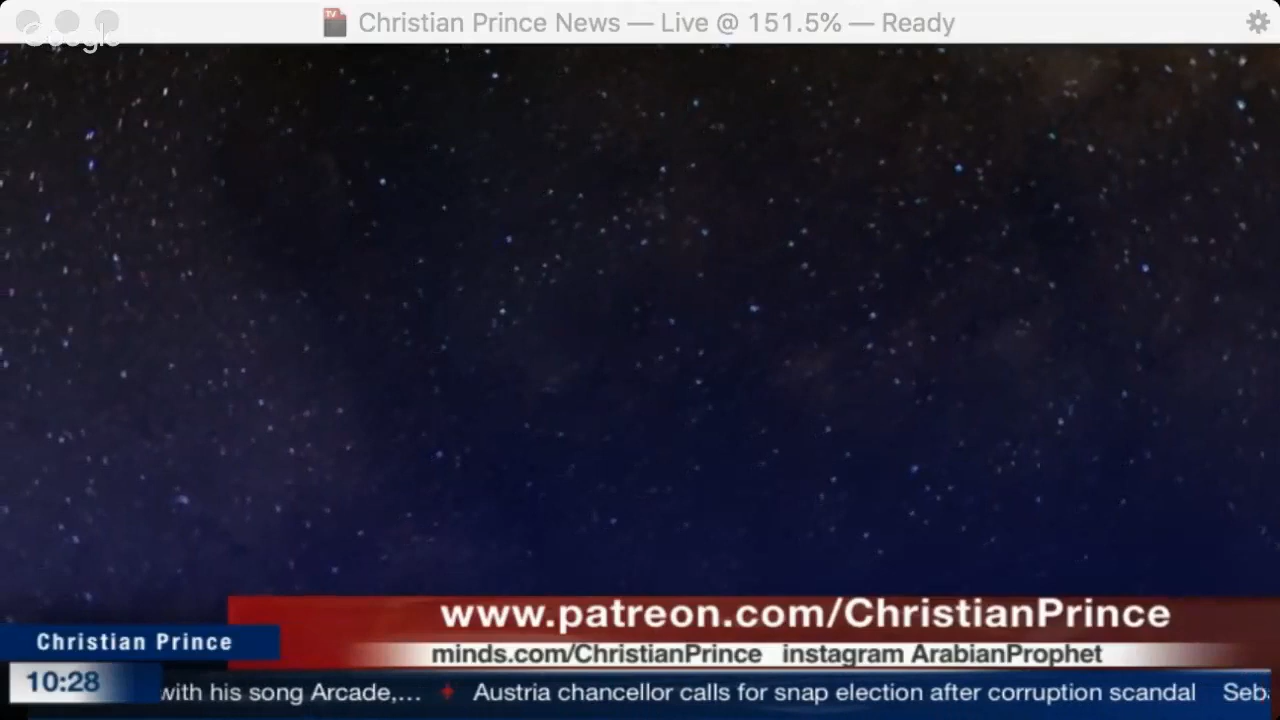 Christian Prince News — Live @ 151.5% — Ready
Google
www.patreon.com/ChristianPrince
Christian Prince
minds.com/ChristianPrince instagram ArabianProphet
10:28
with his song Arcade,... Austria chancellor calls for snap election after corruption scandal Seb